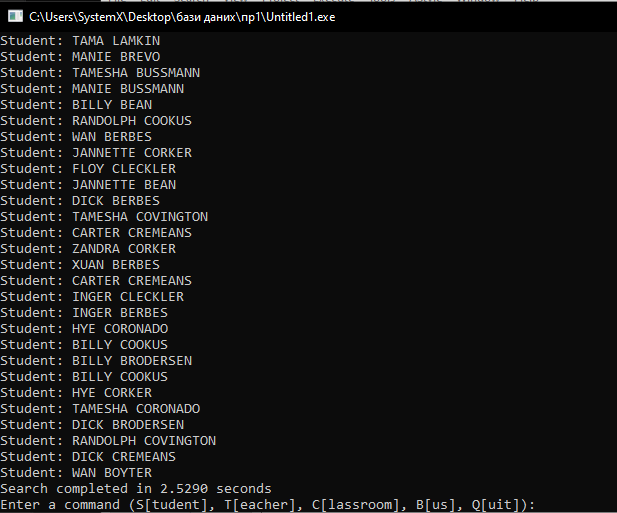 C:\Users\SystemX\Desktop\бази даних\пр1\Untitled1.exe
Student: TAMA LAMKIN
Student: MANIE BREVO
Student: TAMESHA BUSSMANN
Student: MANIE BUSSMANN
Student: BILLY BEAN
Student: RANDOLPH COOKUS
Student: WAN BERBES
Student: JANNETTE CORKER
Student: FLOY CLECKLER
Student: JANNETTE BEAN
Student: DICK BERBES
Student: TAMESHA COVINGTON
Student: CARTER CREMEANS
Student: ZANDRA CORKER
Student: XUAN BERBES
Student: CARTER CREMEANS
Student: INGER CLECKLER
Student: INGER BERBES
Student: HYE CORONADO
Student: BILLY COOKUS
Student: BILLY BRODERSEN
Student: BILLY COOKUS
Student: HYE CORKER
Student: TAMESHA CORONADO
Student: DICK BRODERSEN
Student: RANDOLPH COVINGTON
Student: DICK CREMEANS
Student: WAN BOYTER
Search completed in 2.5290 seconds
Enter a command (S[tudent], T[eacher], C[lassroom], B[us], Q[uit]):